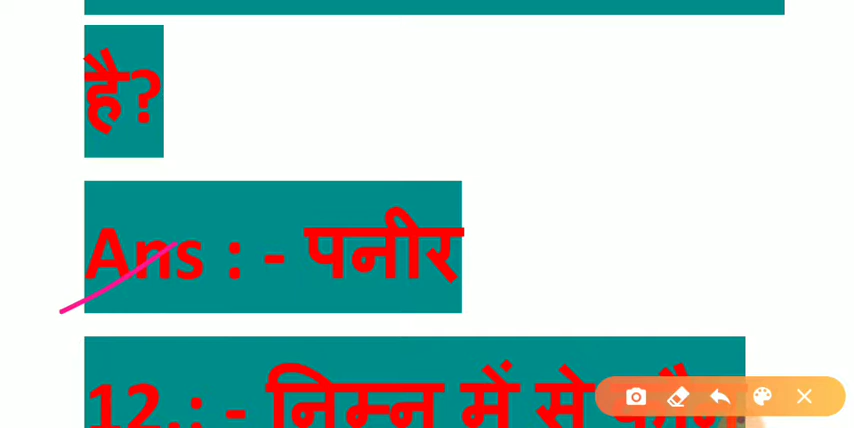 है?
Ans : - पनीर
12.: - निम्न में से कौन